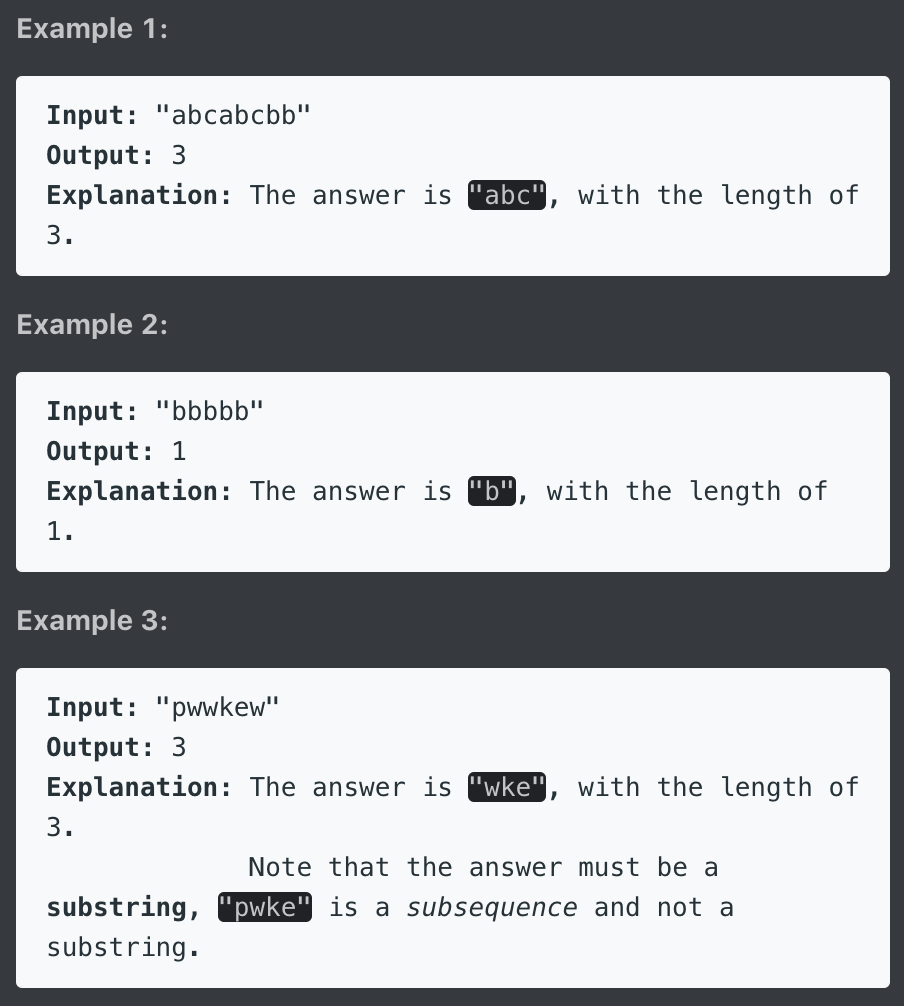 Example 1:
Input: "abcabcbb"
Output: 3
Explanation: The answer is "abc", with the length of
3.
Example 2:
Input: "bbbbb"
Output: 1
Explanation: The answer is "b", with the length of
1.
Example 3:
Input: "pwwkew"
Output: 3
Explanation: The answer is "wke", with the length of
3.
Note that the answer must be a
substring, "pwke" is a subsequence and not a
substring.